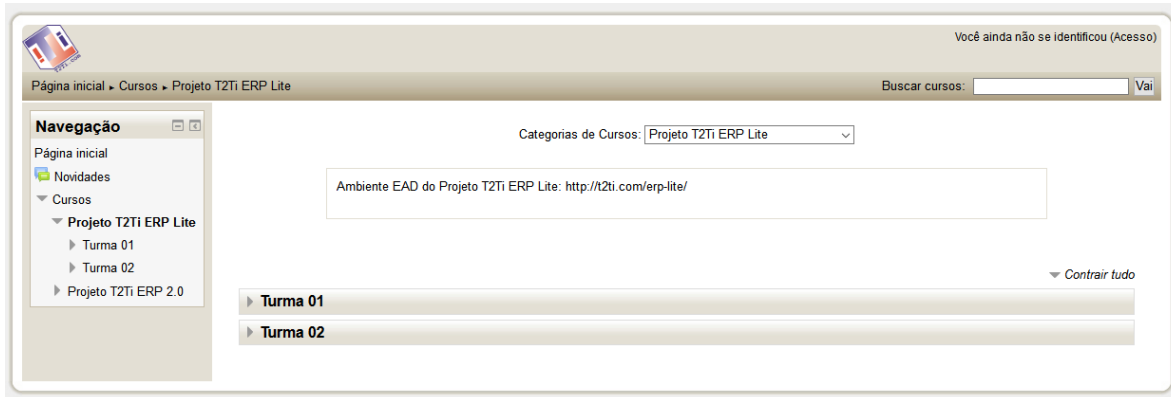 T2Ti.com
Você ainda não se identificou (Acesso)
Página inicial ▸ Cursos ▸ Projeto T2Ti ERP Lite
Buscar cursos:
Vai
Navegação
Página inicial
Novidades
Cursos
Projeto T2Ti ERP Lite
Turma 01
Turma 02
Projeto T2Ti ERP 2.0
Categorias de Cursos: Projeto T2Ti ERP Lite
Ambiente EAD do Projeto T2Ti ERP Lite: http://t2ti.com/erp-lite/
Contrair tudo
Turma 01
Turma 02